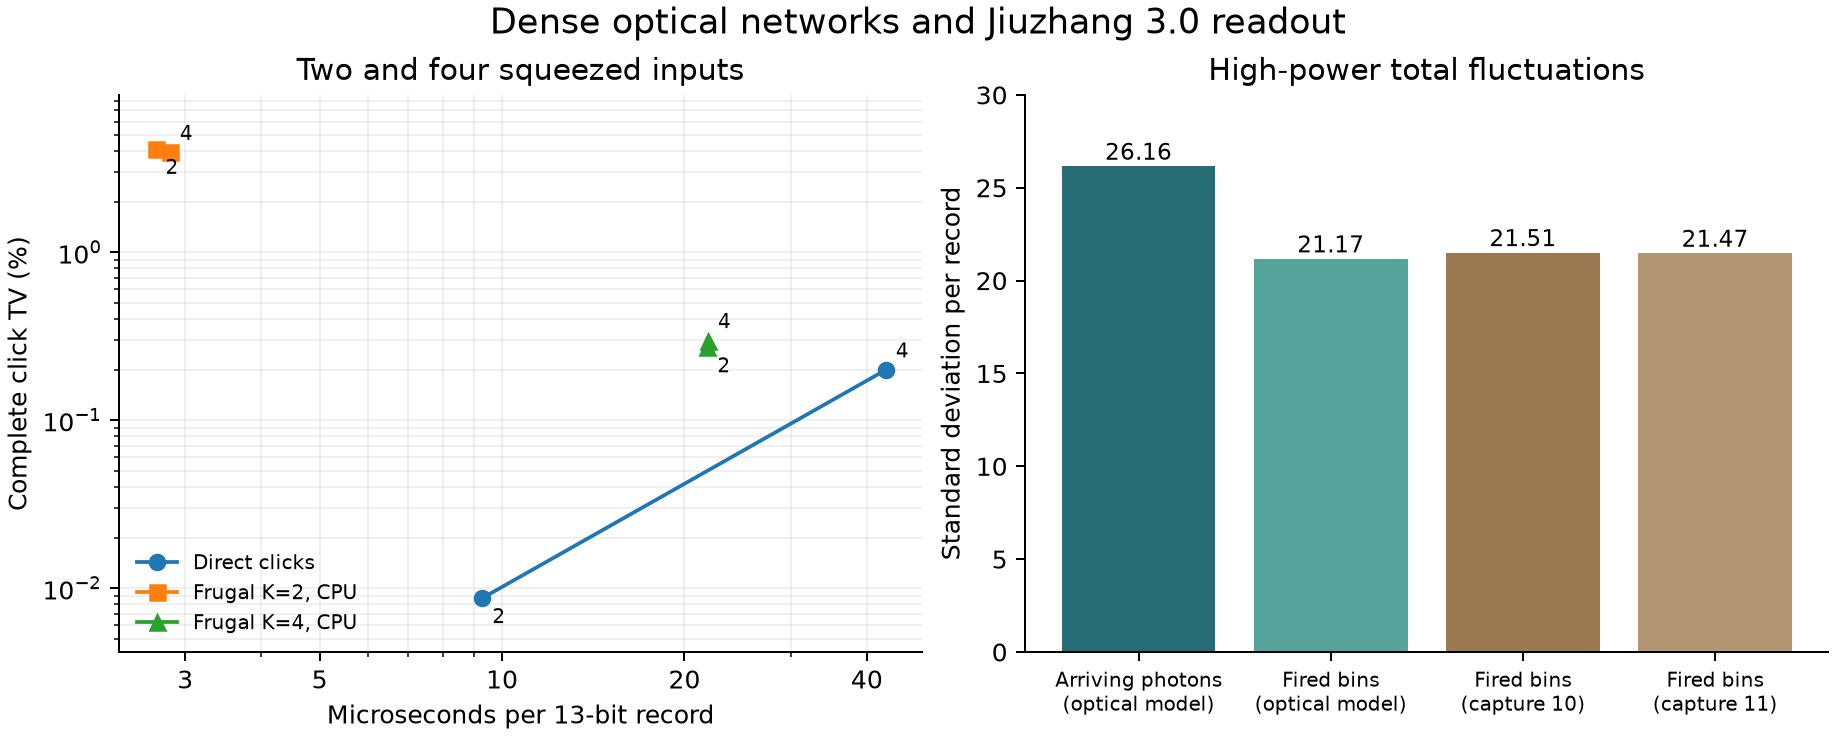 Dense optical networks and Jiuzhang 3.0 readout
Two and four squeezed inputs
Complete click TV (%)
10⁰
10⁻¹
10⁻²
4
2
4
2
4
2
Direct clicks
Frugal K=2, CPU
Frugal K=4, CPU
3 5 10 20 40
Microseconds per 13-bit record
High-power total fluctuations
Standard deviation per record
30
25
20
15
10
5
0
26.16
21.17
21.51
21.47
Arriving photons
(optical model)
Fired bins
(optical model)
Fired bins
(capture 10)
Fired bins
(capture 11)